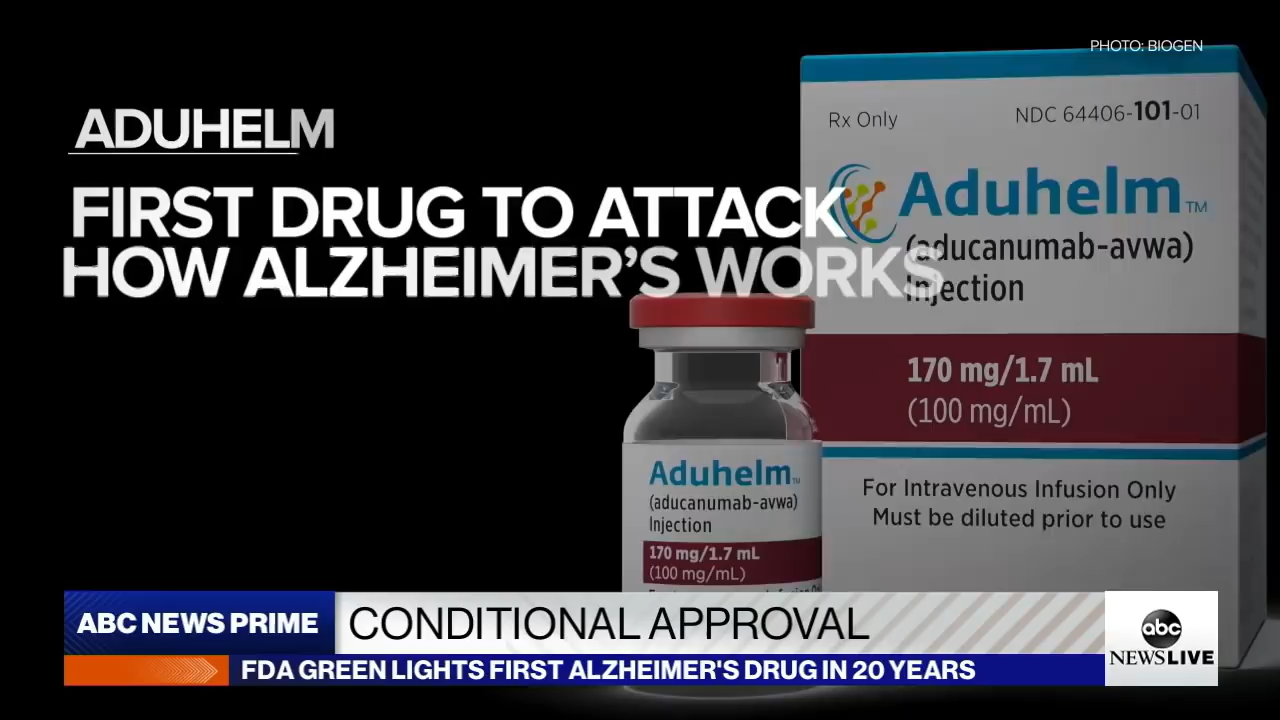 PHOTO: BIOGEN
ADUHELM
FIRST DRUG TO ATTACK
HOW ALZHEIMER'S WORKS
Rx Only
NDC 64406-101-01
Aduhelm™
(aducanumab-avwa)
Injection
170 mg/1.7 mL
(100 mg/mL)
For Intravenous Infusion Only
Must be diluted prior to use
Aduhelm™
(aducanumab-avwa)
Injection
170 mg/1.7 mL
(100 mg/mL)
ABC NEWS PRIME
CONDITIONAL APPROVAL
FDA GREEN LIGHTS FIRST ALZHEIMER'S DRUG IN 20 YEARS
abc
NEWSLIVE